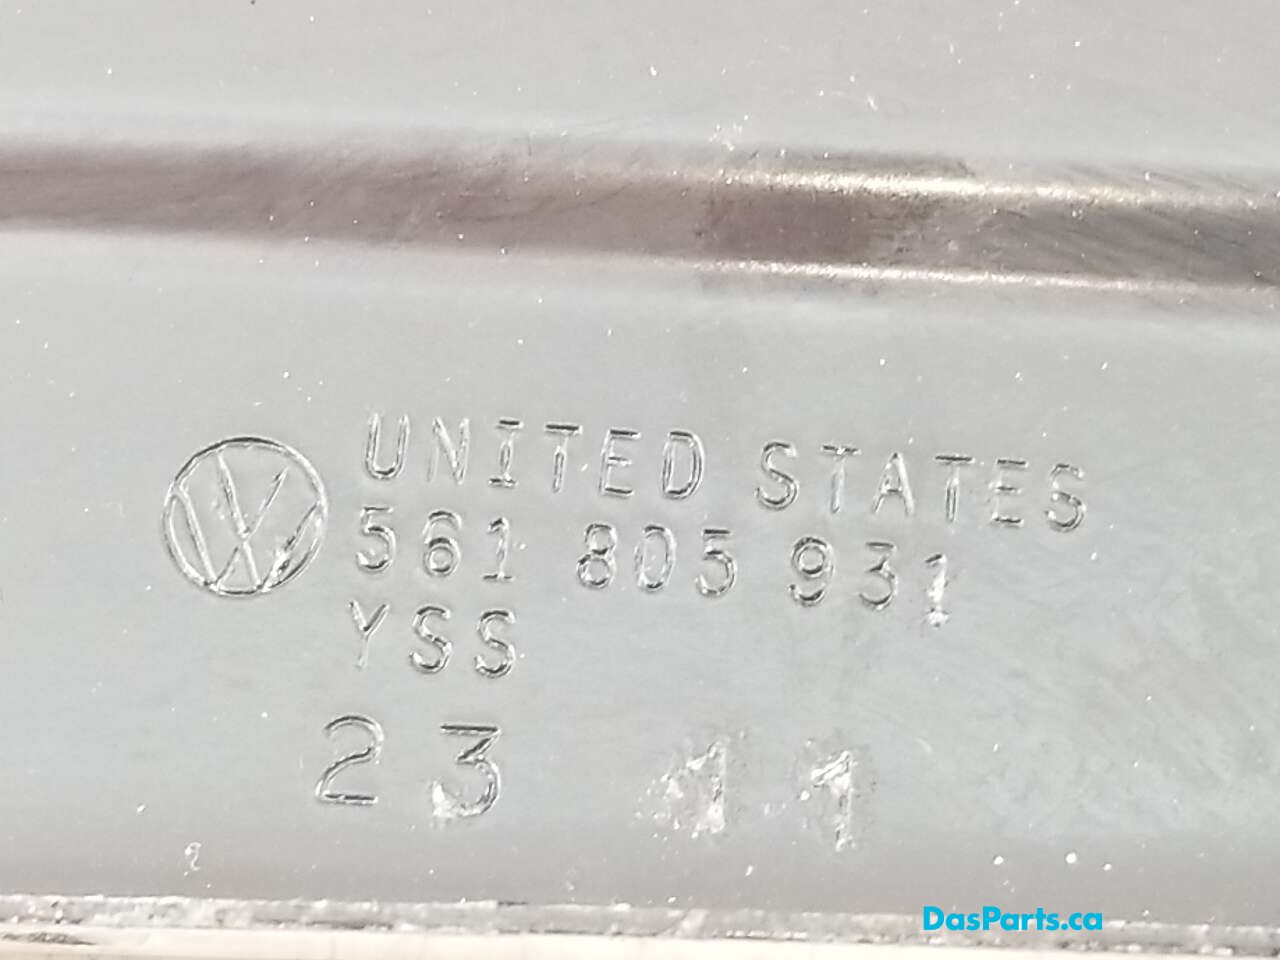 UNITED STATES
561 805 931
YSS
23 11
DasParts.ca